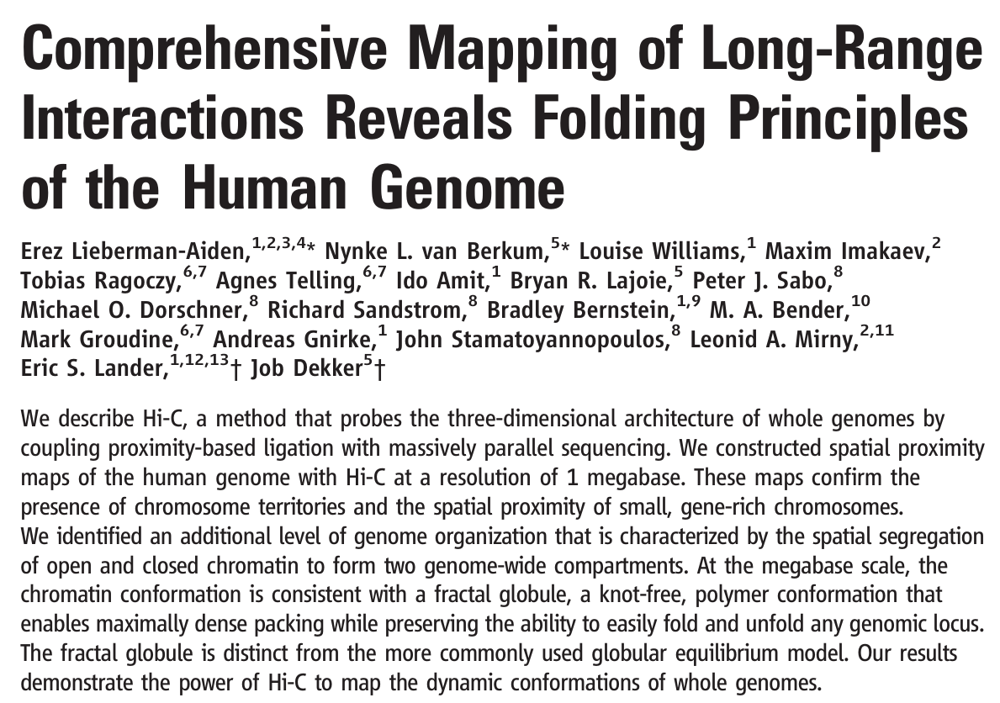 Comprehensive Mapping of Long-Range
Interactions Reveals Folding Principles
of the Human Genome
Erez Lieberman-Aiden,1,2,3,4* Nynke L. van Berkum,5* Louise Williams,1 Maxim Imakaev,2
Tobias Ragoczy,6,7 Agnes Telling,6,7 Ido Amit,1 Bryan R. Lajoie,5 Peter J. Sabo,8
Michael O. Dorschner,8 Richard Sandstrom,8 Bradley Bernstein,1,9 M. A. Bender,10
Mark Groudine,6,7 Andreas Gnirke,1 John Stamatoyannopoulos,8 Leonid A. Mirny,2,11
Eric S. Lander,1,12,13† Job Dekker5†
We describe Hi-C, a method that probes the three-dimensional architecture of whole genomes by
coupling proximity-based ligation with massively parallel sequencing. We constructed spatial proximity
maps of the human genome with Hi-C at a resolution of 1 megabase. These maps confirm the
presence of chromosome territories and the spatial proximity of small, gene-rich chromosomes.
We identified an additional level of genome organization that is characterized by the spatial segregation
of open and closed chromatin to form two genome-wide compartments. At the megabase scale, the
chromatin conformation is consistent with a fractal globule, a knot-free, polymer conformation that
enables maximally dense packing while preserving the ability to easily fold and unfold any genomic locus.
The fractal globule is distinct from the more commonly used globular equilibrium model. Our results
demonstrate the power of Hi-C to map the dynamic conformations of whole genomes.